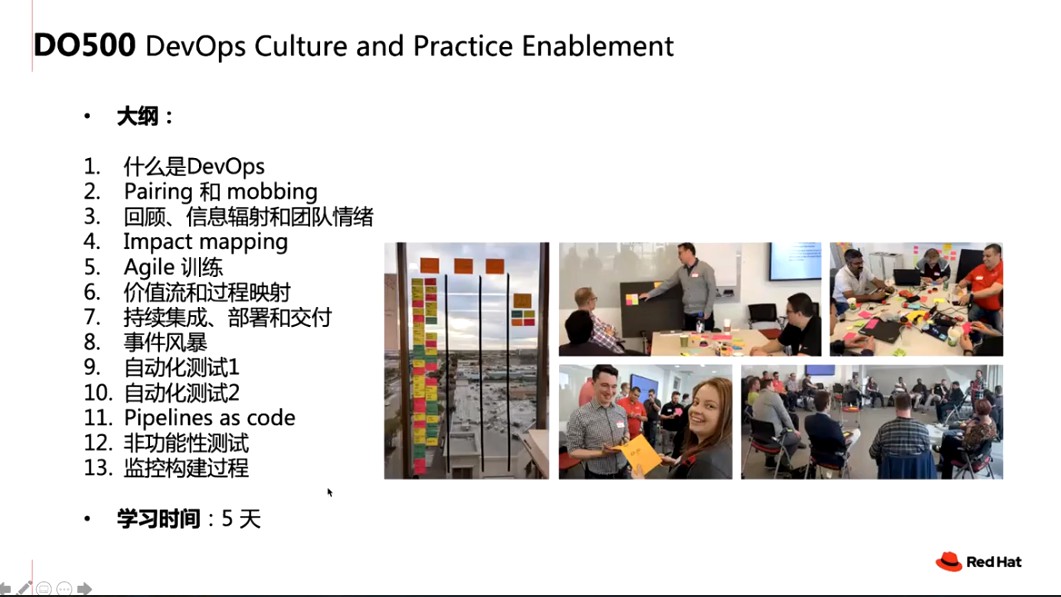 DO500 DevOps Culture and Practice Enablement
• 大纲：
1. 什么是DevOps
2. Pairing 和 mobbing
3. 回顾、信息辐射和团队情绪
4. Impact mapping
5. Agile 训练
6. 价值流和过程映射
7. 持续集成、部署和交付
8. 事件风暴
9. 自动化测试1
10. 自动化测试2
11. Pipelines as code
12. 非功能性测试
13. 监控构建过程
• 学习时间：5 天
Red Hat